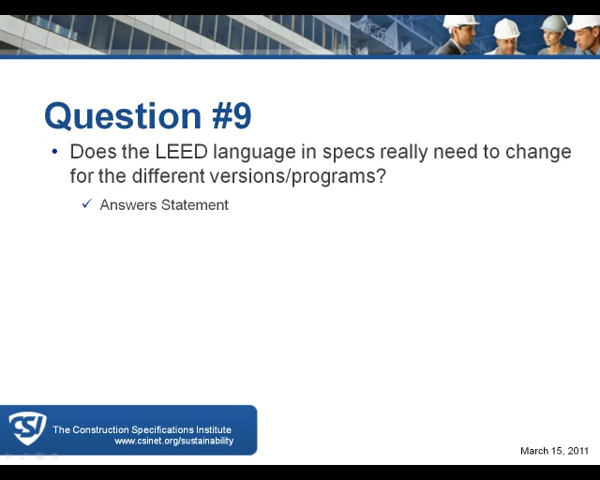 Question #9
• Does the LEED language in specs really need to change
for the different versions/programs?
✓ Answers Statement
CSI
The Construction Specifications Institute
www.csinet.org/sustainability
March 15, 2011